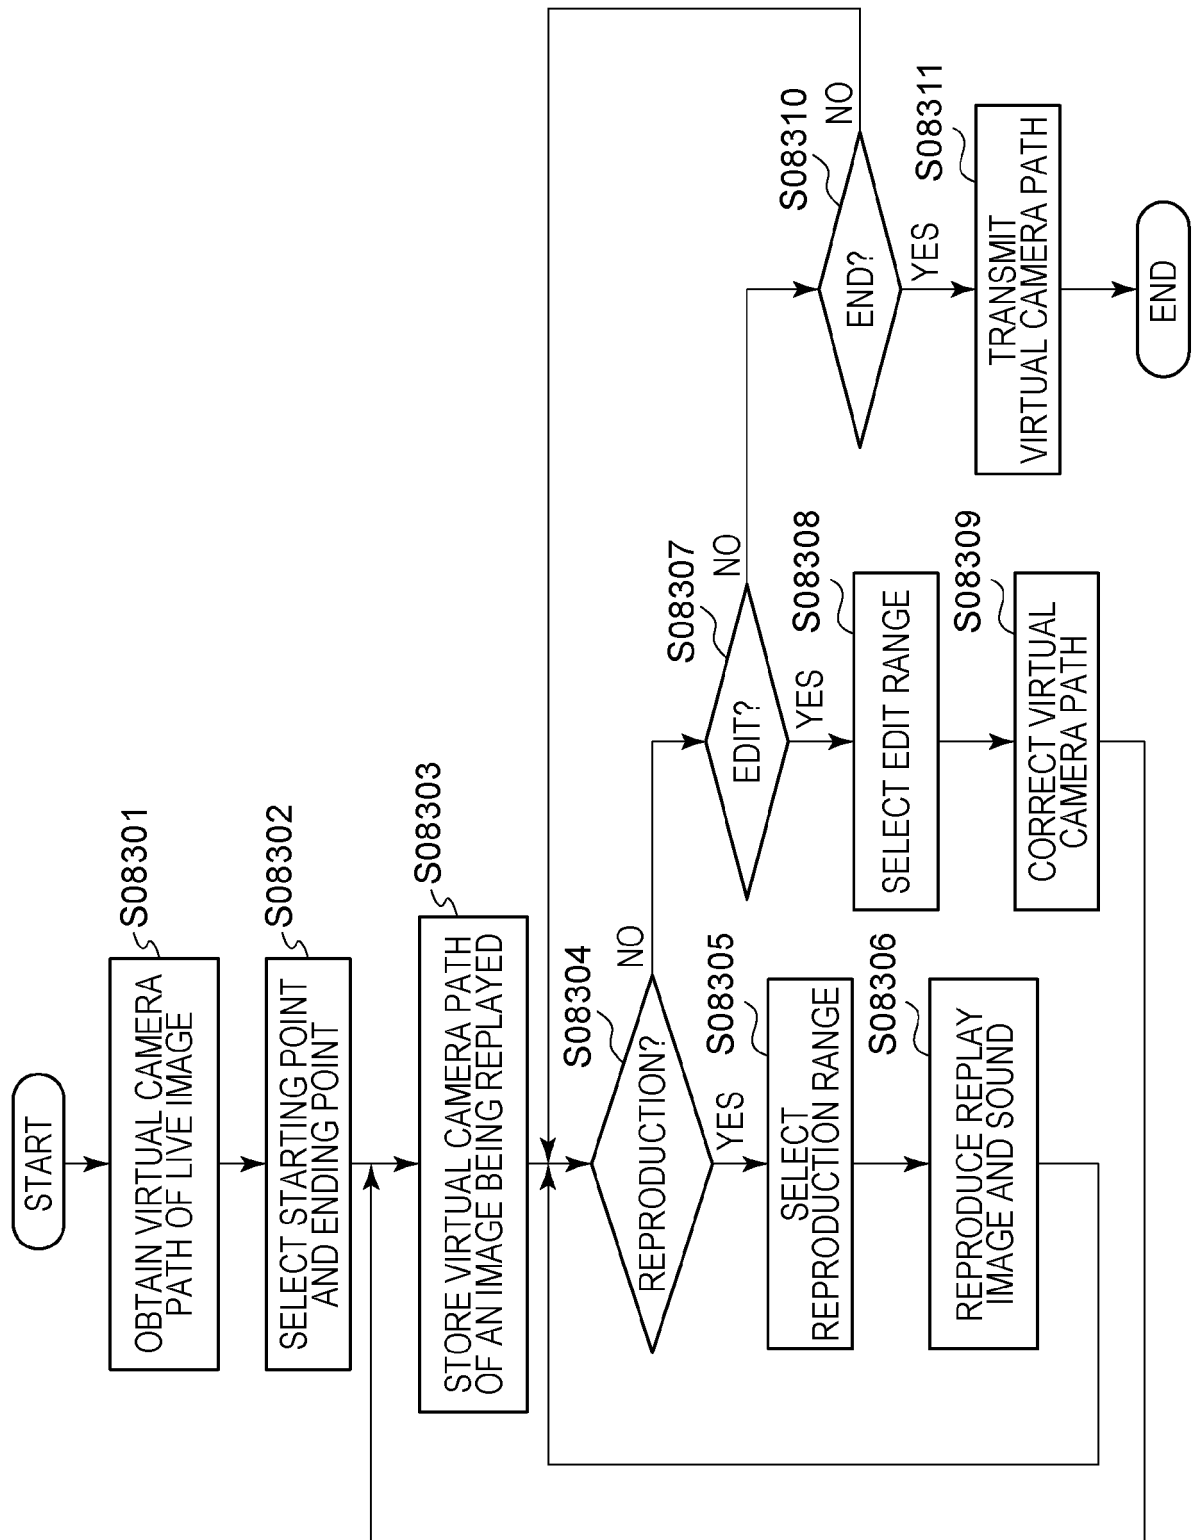 START
S08301
OBTAIN VIRTUAL CAMERA
PATH OF LIVE IMAGE
S08302
SELECT STARTING POINT
AND ENDING POINT
S08303
STORE VIRTUAL CAMERA PATH
OF AN IMAGE BEING REPLAYED
S08304
REPRODUCTION?
NO
YES
S08305
SELECT
REPRODUCTION RANGE
S08306
REPRODUCE REPLAY
IMAGE AND SOUND
S08307
EDIT?
NO
YES
S08308
SELECT EDIT RANGE
S08309
CORRECT VIRTUAL
CAMERA PATH
S08310
END?
NO
YES
S08311
TRANSMIT
VIRTUAL CAMERA PATH
END